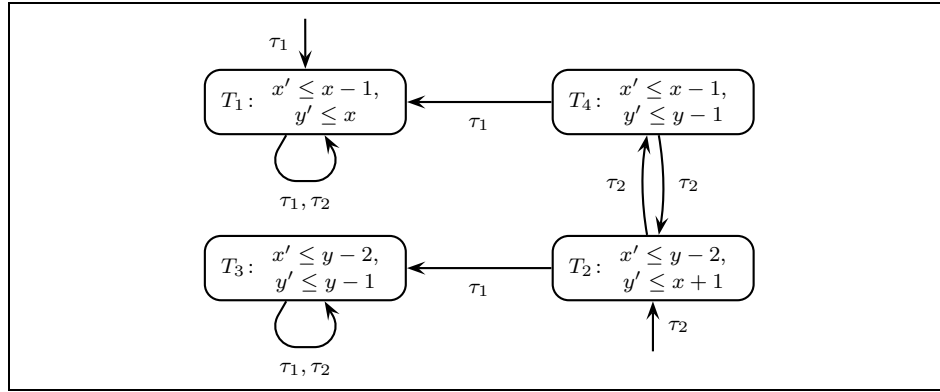 τ₁
T₁: x′ ≤ x − 1,
y′ ≤ x
T₄: x′ ≤ x − 1,
y′ ≤ y − 1
τ₁
τ₁, τ₂
τ₂
τ₂
T₃: x′ ≤ y − 2,
y′ ≤ y − 1
T₂: x′ ≤ y − 2,
y′ ≤ x + 1
τ₁
τ₁, τ₂
τ₂